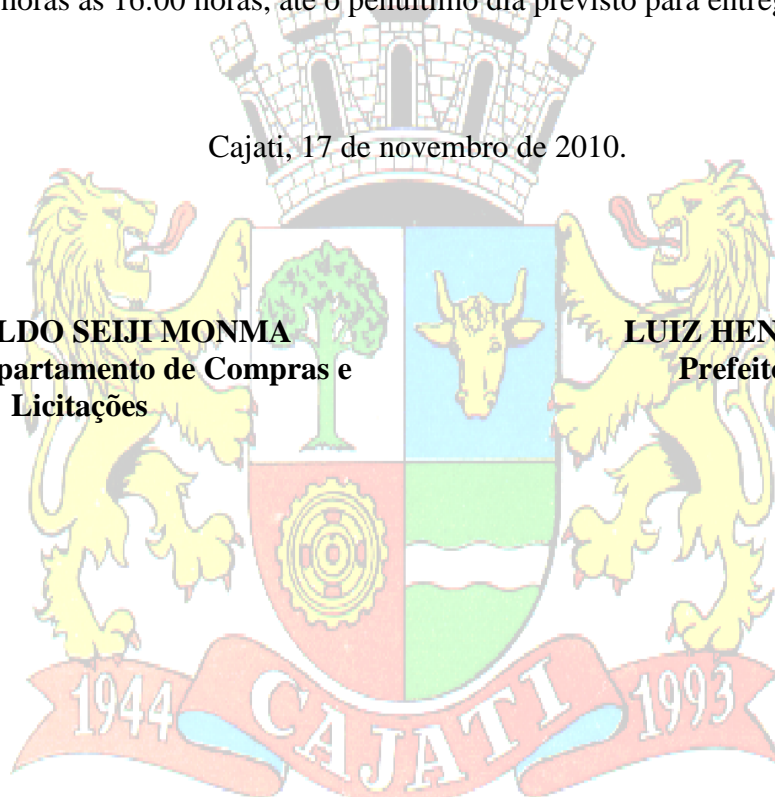 horas às 16:00 horas, até o penúltimo dia previsto para entreg
Cajati, 17 de novembro de 2010.
LDO SEIJI MONMA
LUIZ HEN
partamento de Compras e
Prefeito
Licitações
1944
CAJATI
1993